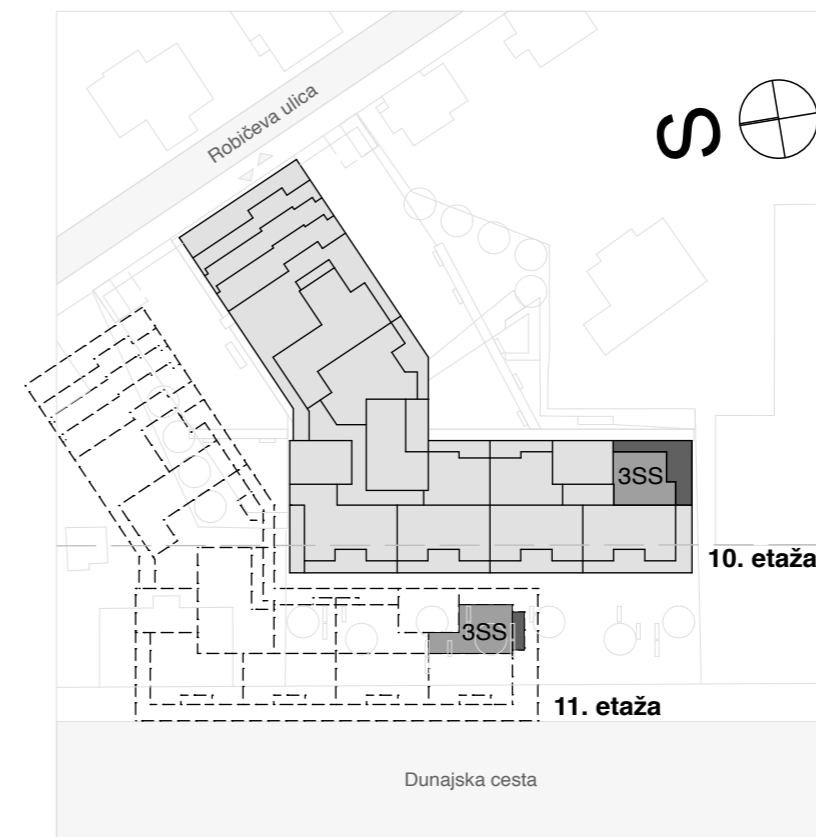 Robičeva ulica
S
3SS
10. etaža
3SS
11. etaža
Dunajska cesta